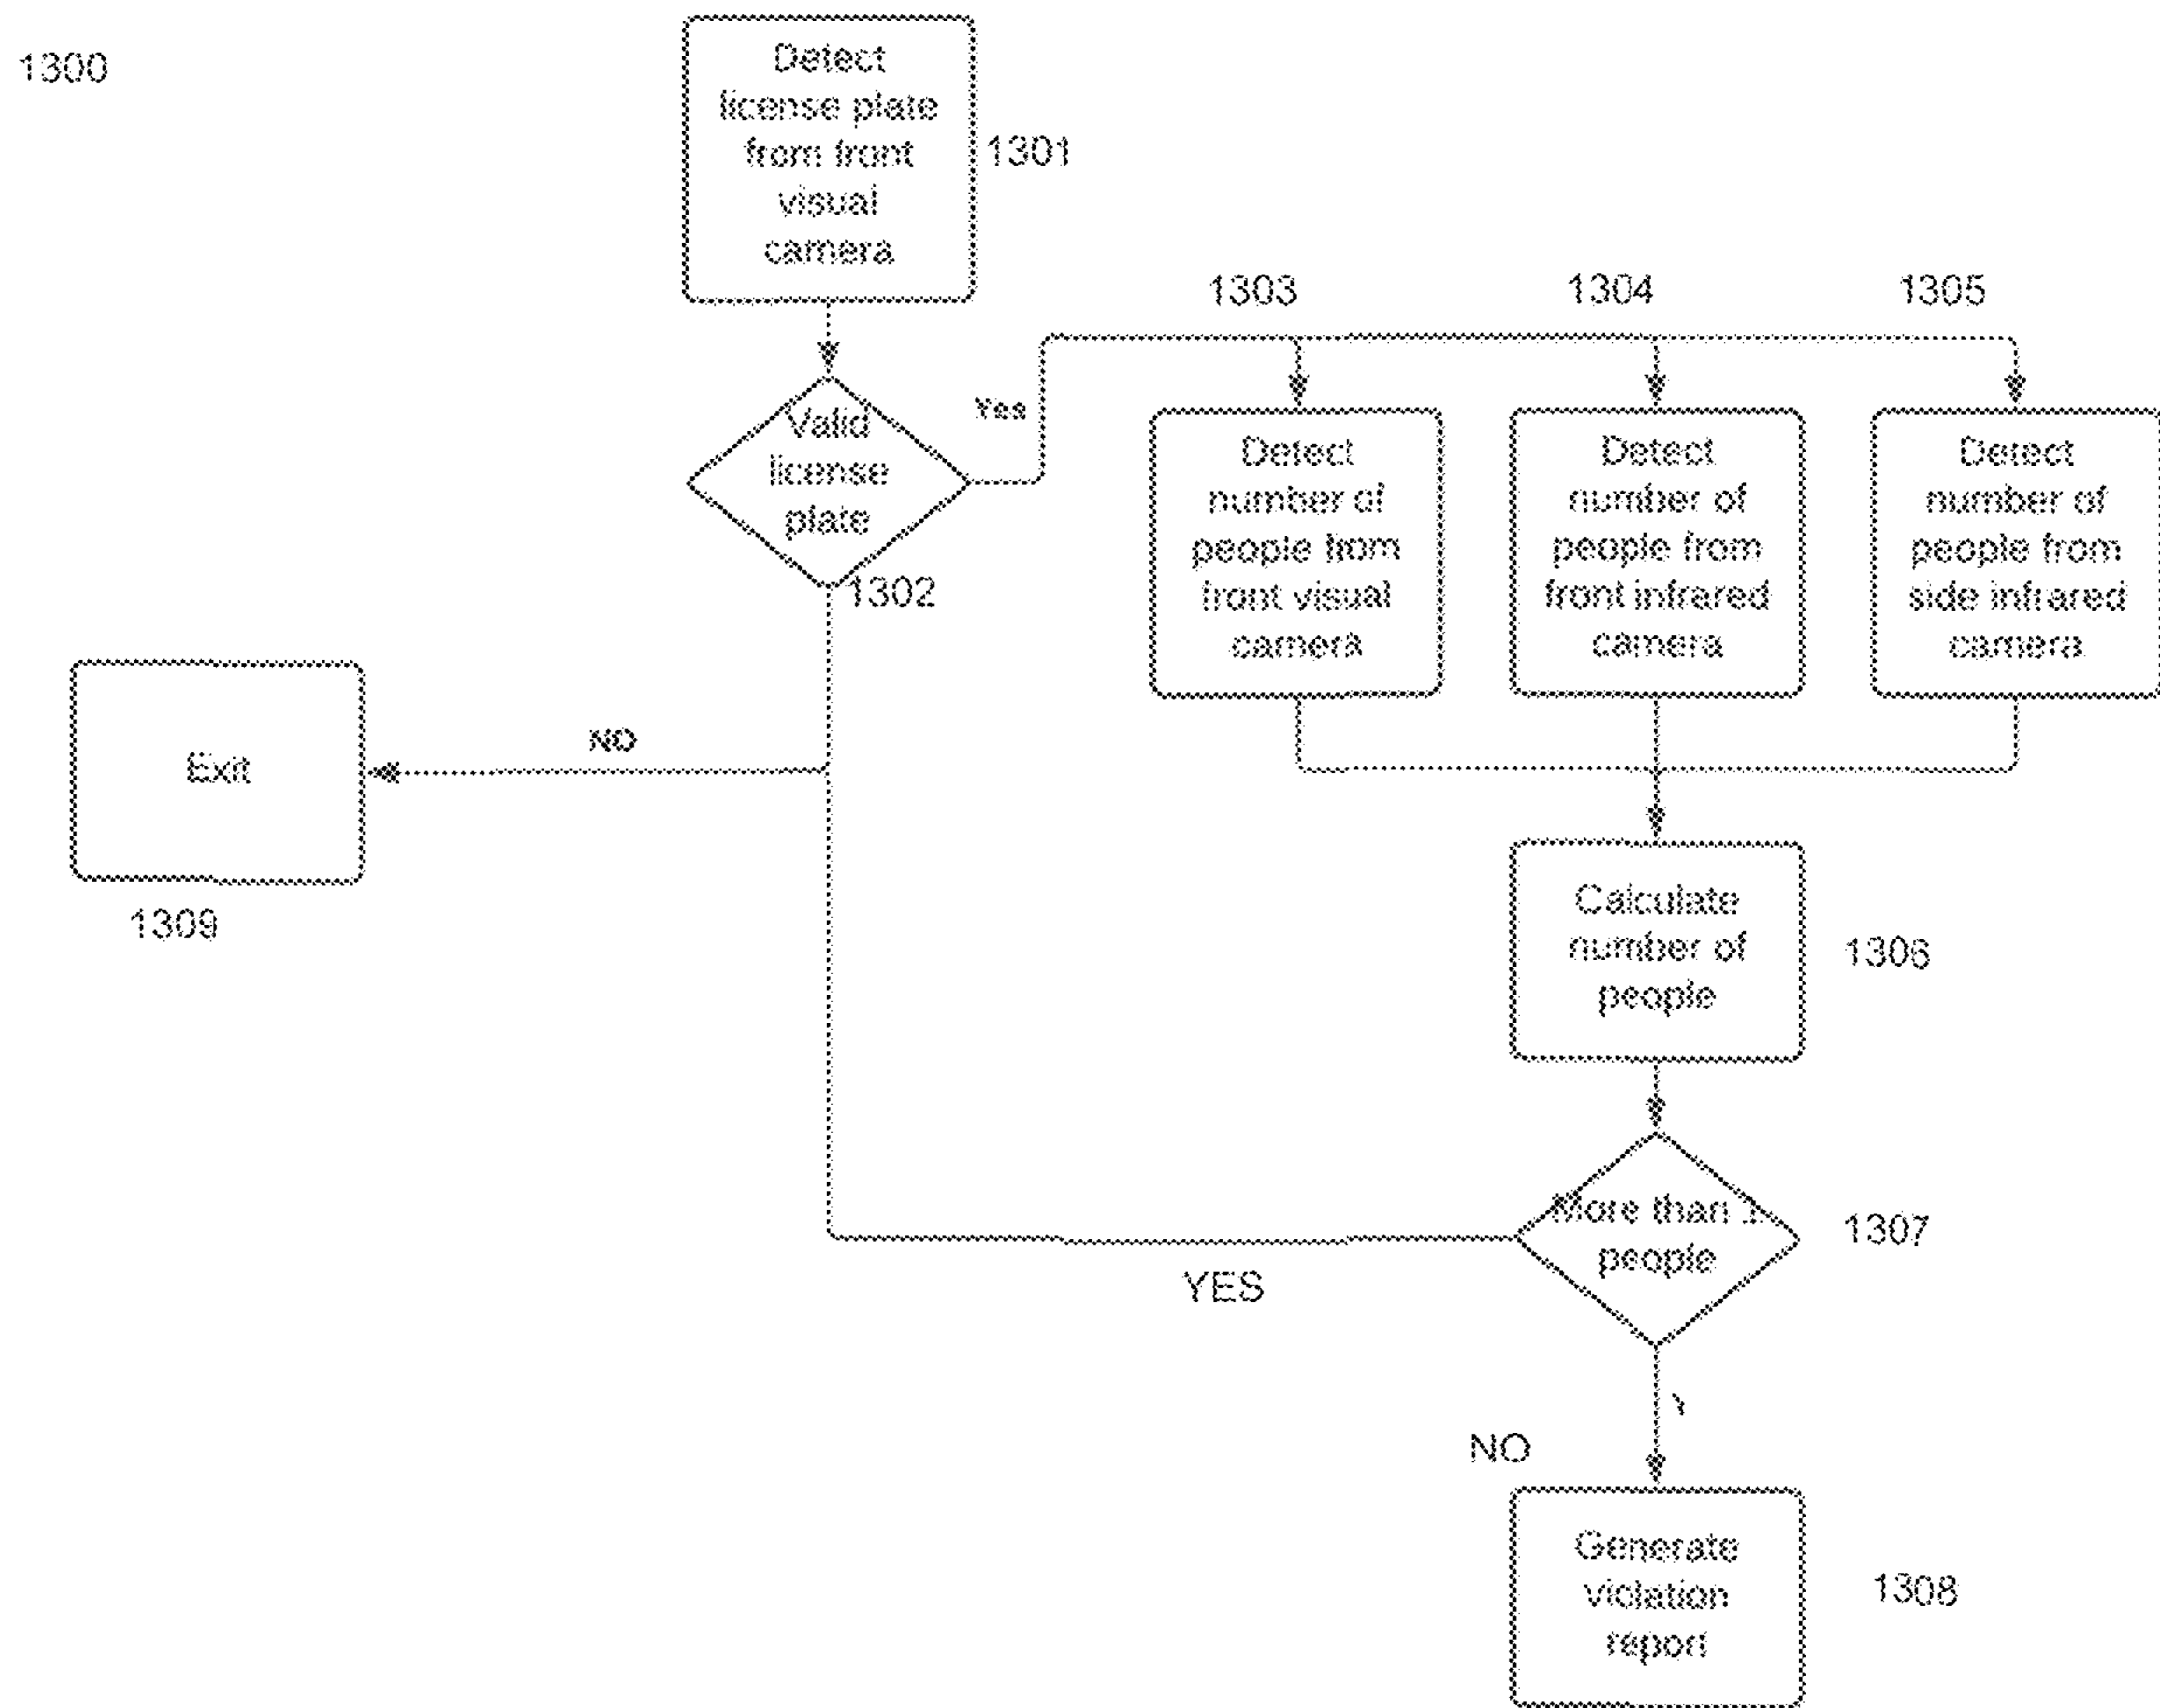 1300
Detect
license plate
from front
visual
camera
1301
Valid
license
plate
1302
Yes
1303
1304
1305
Detect
number of
people from
front visual
camera
Detect
number of
people from
front infrared
camera
Detect
number of
people from
side infrared
camera
NO
Exit
1309
Calculate
number of
people
1306
More than 1
people
1307
YES
NO
Generate
violation
report
1308